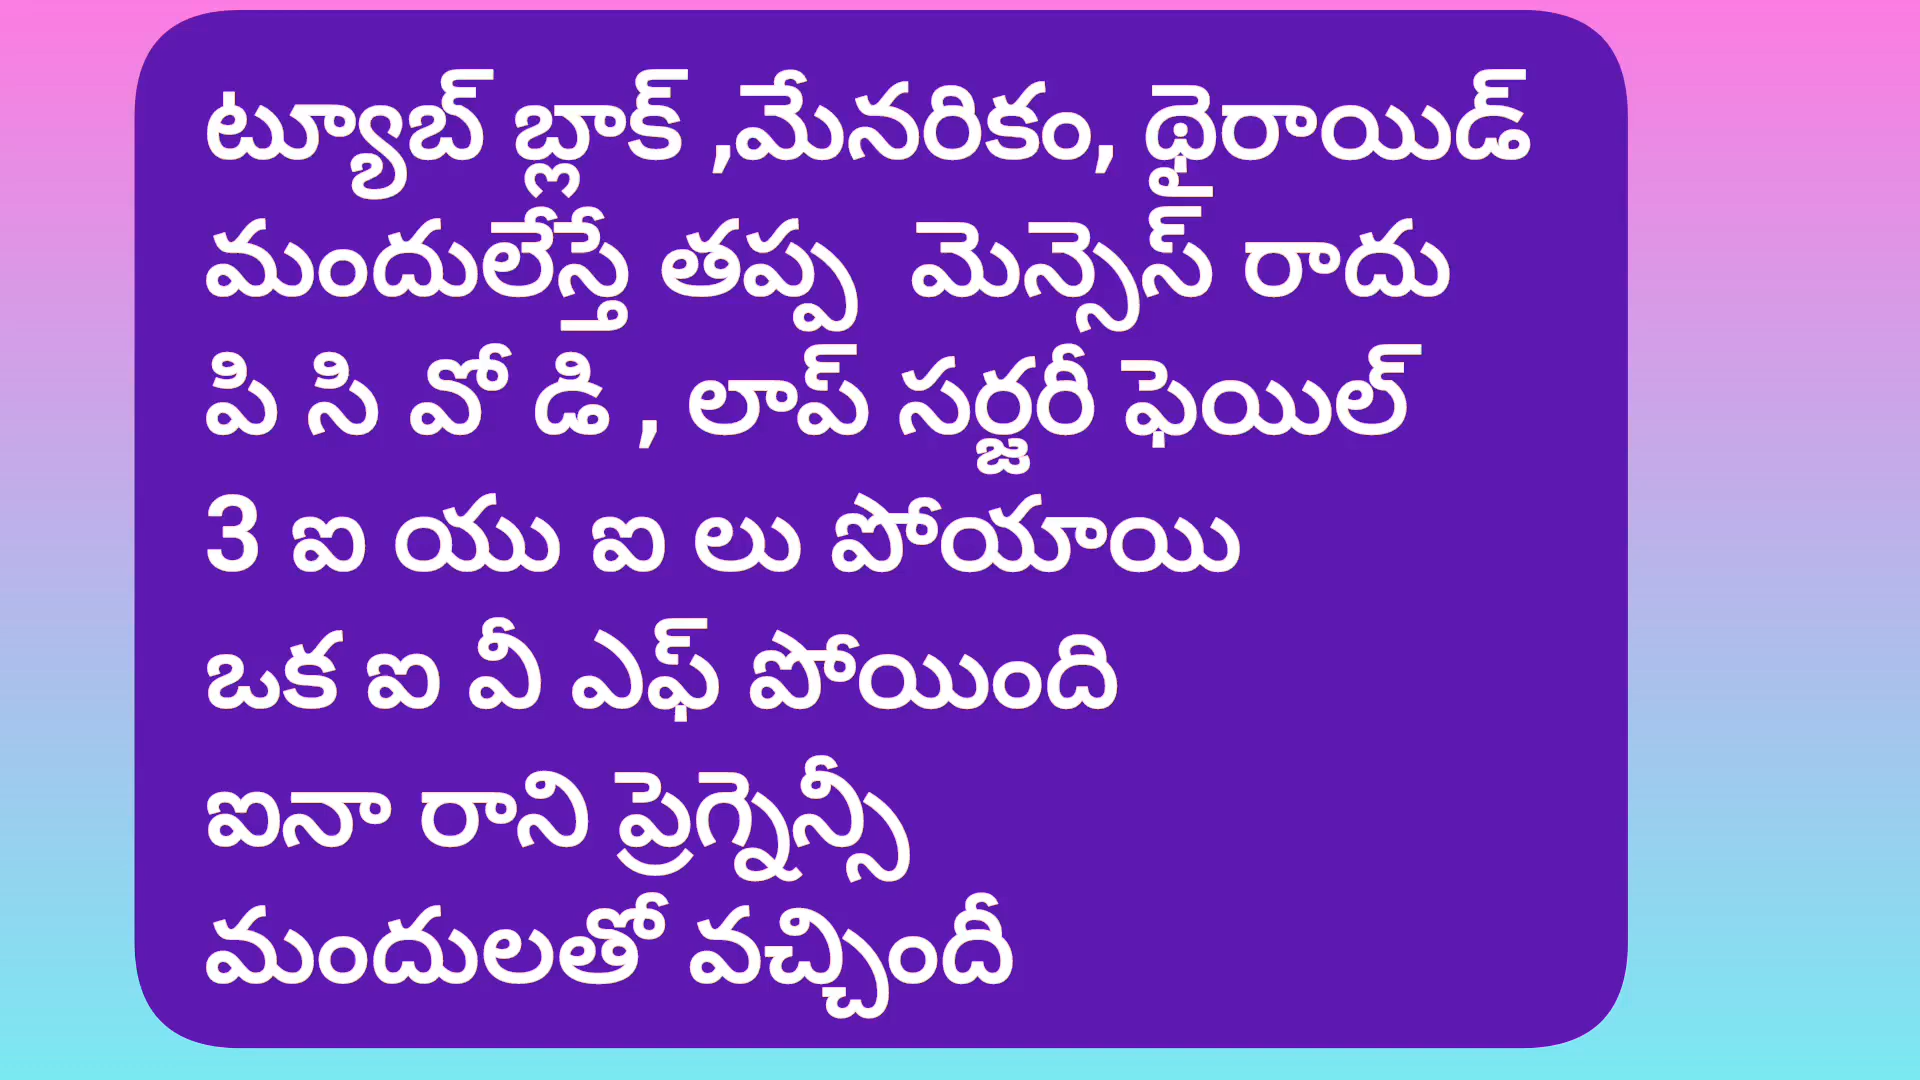 ట్యూబ్ బ్లాక్ ,మేనరికం, థైరాయిడ్
మందులేస్తే తప్ప  మెన్సెస్ రాదు
పి సి వో డి , లాప్ సర్జరీ ఫెయిల్
3 ఐ యు ఐ లు పోయాయి
ఒక ఐ వీ ఎఫ్ పోయింది
ఐనా రాని ప్రెగ్నెన్సీ
మందులతో వచ్చిందీ